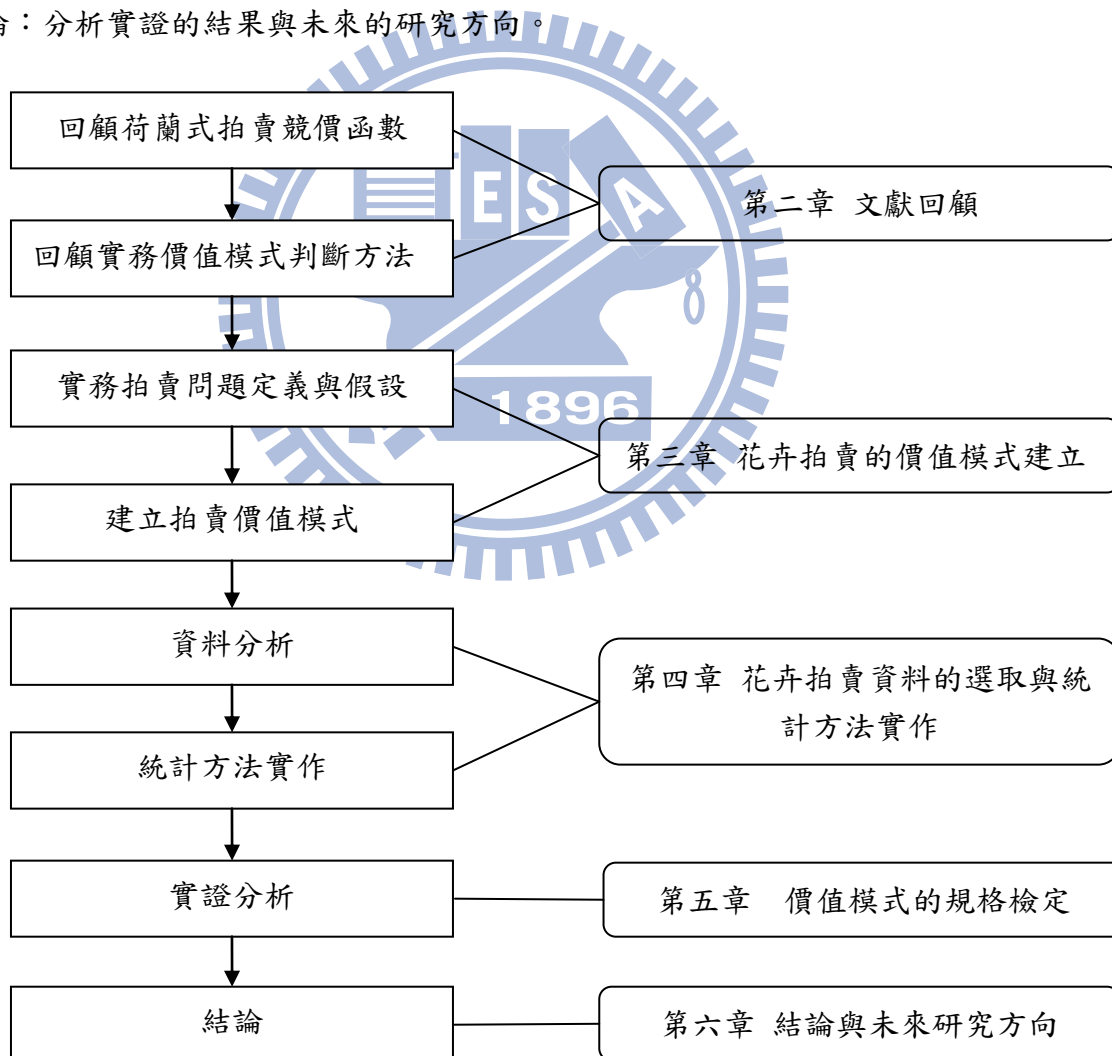 ：分析實證的結果與未來的研究方向。
回顧荷蘭式拍賣競價函數
第二章 文獻回顧
回顧實務價值模式判斷方法
實務拍賣問題定義與假設
第三章 花卉拍賣的價值模式建立
建立拍賣價值模式
資料分析
第四章 花卉拍賣資料的選取與統
計方法實作
統計方法實作
實證分析
第五章 價值模式的規格檢定
結論
第六章 結論與未來研究方向
ESA
8
1896